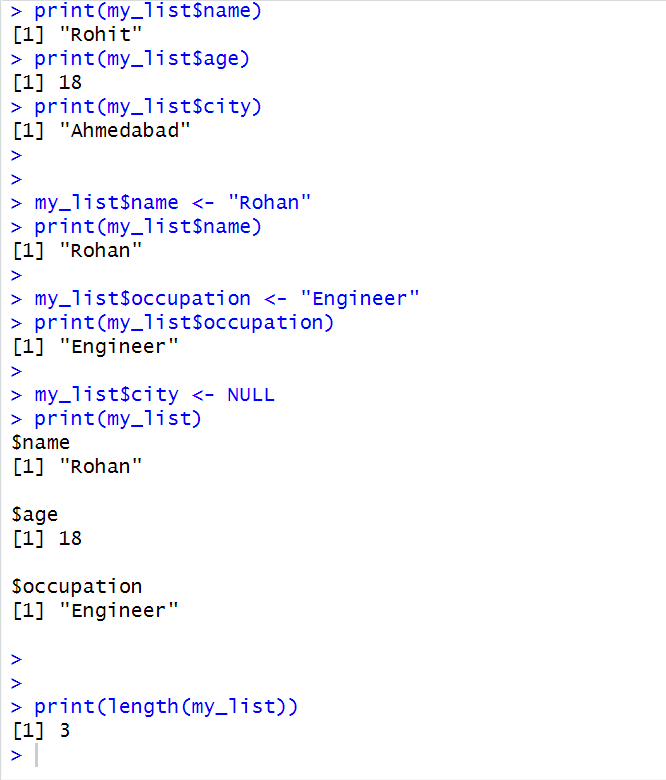 > print(my_list$name)
[1] "Rohit"
> print(my_list$age)
[1] 18
> print(my_list$city)
[1] "Ahmedabad"
>
>
> my_list$name <- "Rohan"
> print(my_list$name)
[1] "Rohan"
>
> my_list$occupation <- "Engineer"
> print(my_list$occupation)
[1] "Engineer"
>
> my_list$city <- NULL
> print(my_list)
$name
[1] "Rohan"

$age
[1] 18

$occupation
[1] "Engineer"

>
>
> print(length(my_list))
[1] 3
>